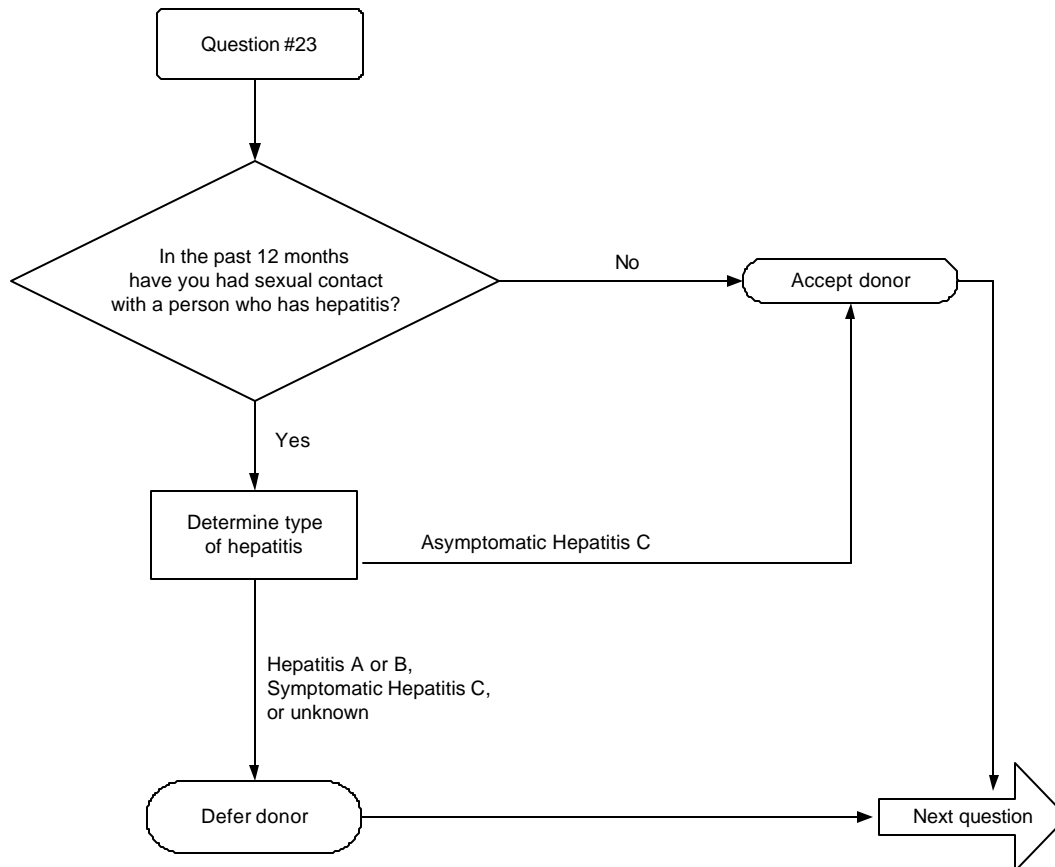 Question #23
In the past 12 months
have you had sexual contact
with a person who has hepatitis?
No
Accept donor
Yes
Determine type
of hepatitis
Asymptomatic Hepatitis C
Hepatitis A or B,
Symptomatic Hepatitis C,
or unknown
Defer donor
Next question